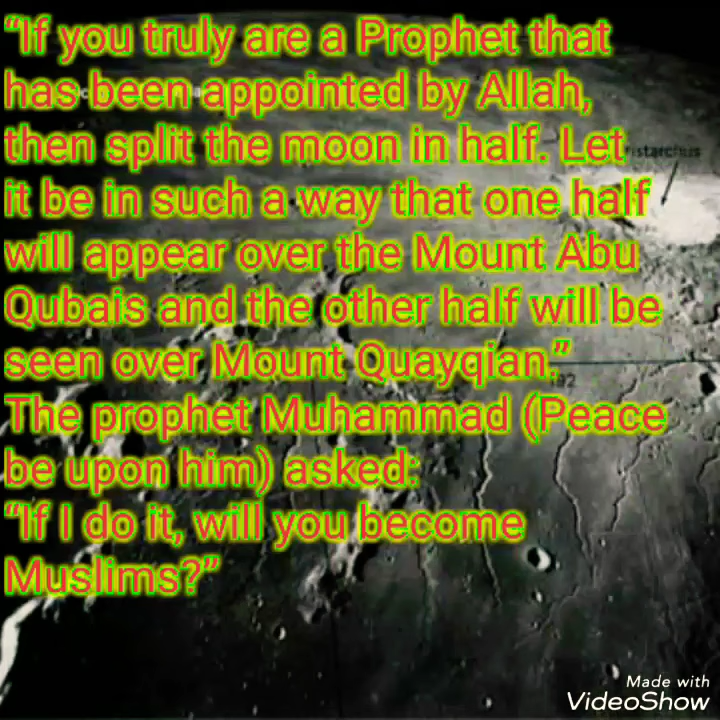 “If you truly are a Prophet that
has been appointed by Allah,
then split the moon in half. Let
it be in such a way that one half
will appear over the Mount Abu
Qubais and the other half will be
seen over Mount Quayqian.”
The prophet Muhammad (Peace
be upon him) asked:
“If I do it, will you become
Muslims?”
Made with
VideoShow